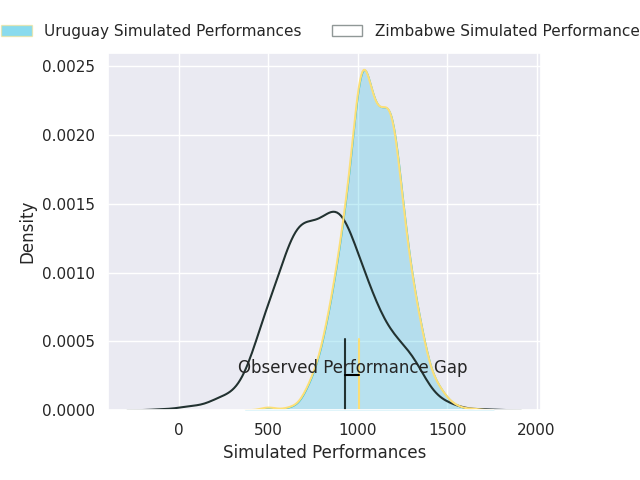 Uruguay Simulated Performances
Zimbabwe Simulated Performance
0.0025
0.0020
0.0015
0.0010
0.0005
0.0000
Density
Observed Performance Gap
0
500
1000
1500
2000
Simulated Performances